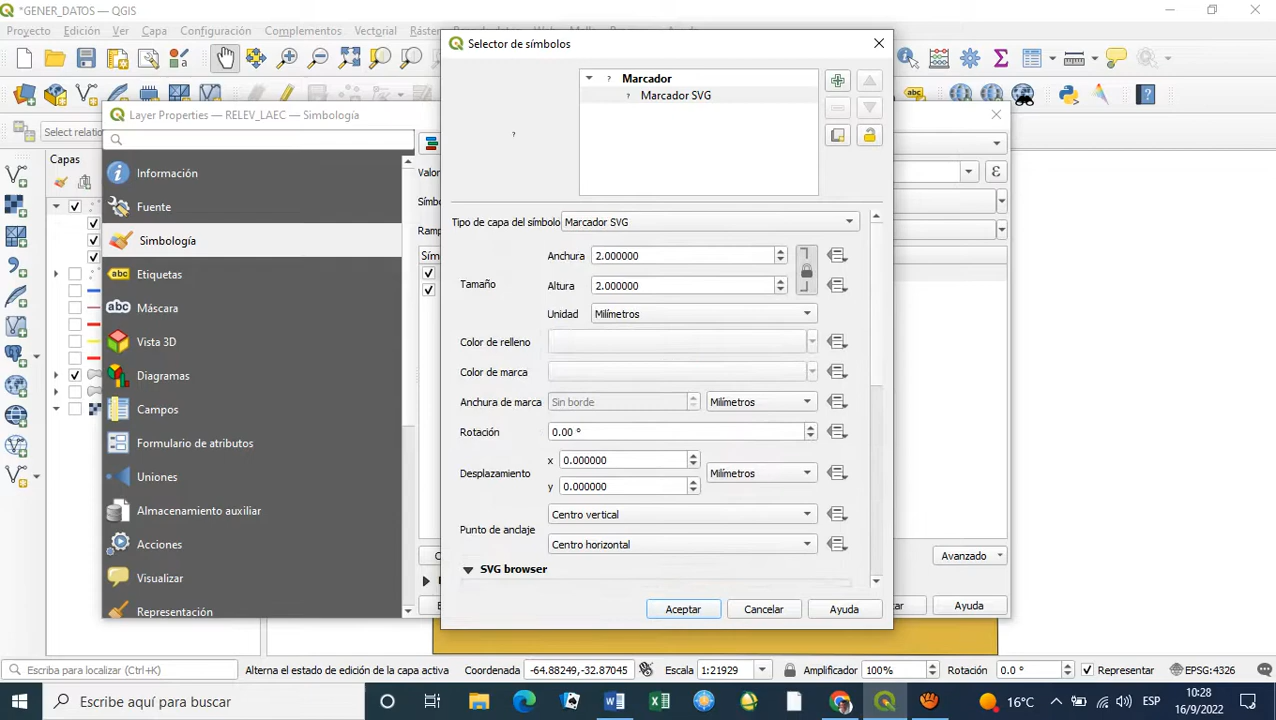 *GENER_DATOS — QGIS
Proyecto Edición Ver Capa Configuración Complementos Vectorial
Selector de símbolos
Marcador
Marcador SVG
?
Select
Layer Properties — RELEV_LAEC — Simbología
Capas
Información
Fuente
Simbología
abc Etiquetas
abc Máscara
Vista 3D
Diagramas
Campos
Formulario de atributos
Uniones
Almacenamiento auxiliar
Acciones
Visualizar
Representación
Tipo de capa del símbolo Marcador SVG
Anchura 2.000000
Tamaño
Altura 2.000000
Unidad Milímetros
Color de relleno
Color de marca
Anchura de marca Sin borde Milímetros
Rotación 0.00 °
x 0.000000
Desplazamiento Milímetros
y 0.000000
Centro vertical
Punto de anclaje
Centro horizontal
SVG browser
Aceptar Cancelar Ayuda
Avanzado
Ayuda
Escriba para localizar (Ctrl+K) Alterna el estado de edición de la capa activa Coordenada -64.88249,-32.87045 Escala 1:21929 Amplificador 100% Rotación 0.0 ° Representar EPSG:4326
Escribe aquí para buscar 16°C ESP 10:28
16/9/2022